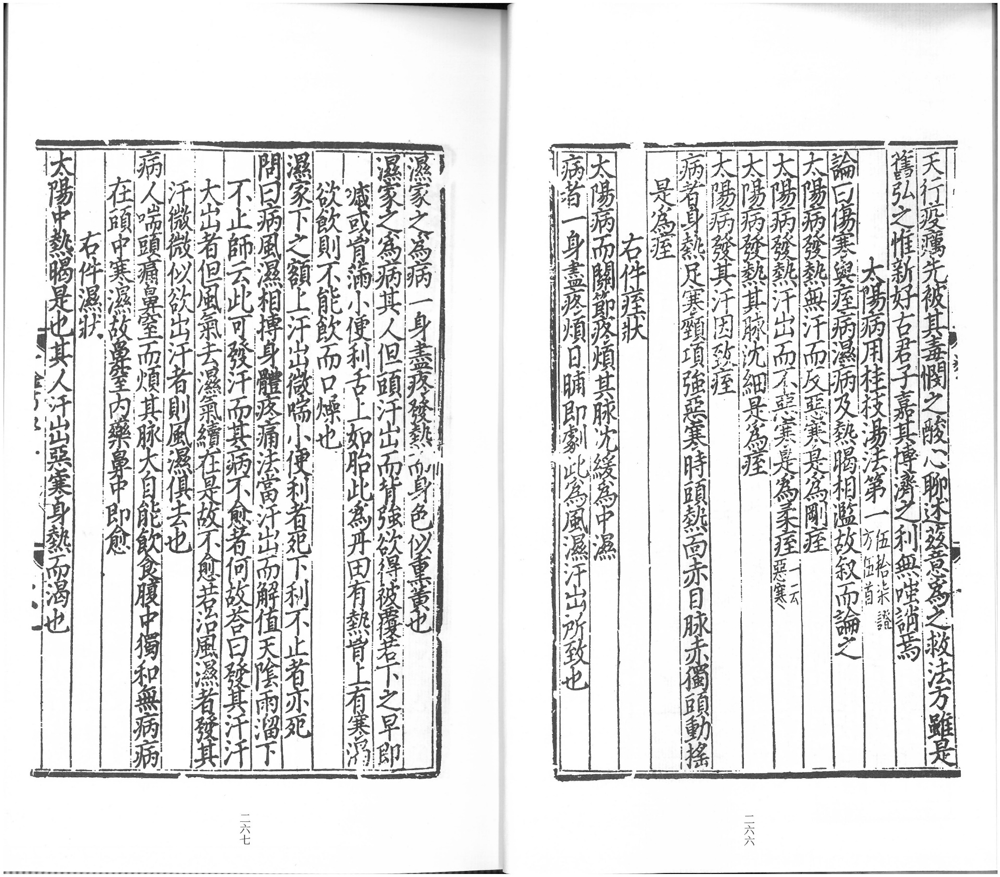 天行疫癘先被其毒憫之酸心聊述茲意爲之救法方雖是
舊弘之惟新好古君子嘉其博濟之利無嗤誚焉
太陽病用桂枝湯法第一 伍拾柒證
方伍首
論曰傷寒與痓病濕病及熱暍相濫故叙而論之
太陽病發熱無汗而反惡寒是爲剛痓
太陽病發熱汗出而不惡寒是爲柔痓 一云
惡寒
太陽病發熱其脉沈細是爲痓
太陽病發其汗因致痓
病者身熱足寒頸項強惡寒時頭熱面赤目脉赤獨頭動搖
是爲痓
右件痓狀
太陽病而關節疼煩其脉沈緩爲中濕
病者一身盡疼煩日晡即劇此爲風濕汗出所致也
二六六
濕家之爲病一身盡疼發熱而身色似熏黃也
濕家之爲病其人但頭汗出而背強欲得被覆若下之早即
噦或胷滿小便利舌上如胎此爲丹田有熱胷上有寒渴
欲飲則不能飲而口燥也
濕家下之額上汗出微喘小便利者死下利不止者亦死
問曰病風濕相搏身體疼痛法當汗出而解值天陰雨溜下
不止師云此可發汗而其病不愈者何故荅曰發其汗汗
大出者但風氣去濕氣續在是故不愈若治風濕者發其
汗微微似欲出汗者則風濕俱去也
病人喘頭痛鼻窒而煩其脉大自能飲食腹中獨和無病病
在頭中寒濕故鼻窒内藥鼻中即愈
右件濕狀
太陽中熱暍是也其人汗出惡寒身熱而渴也
二六七